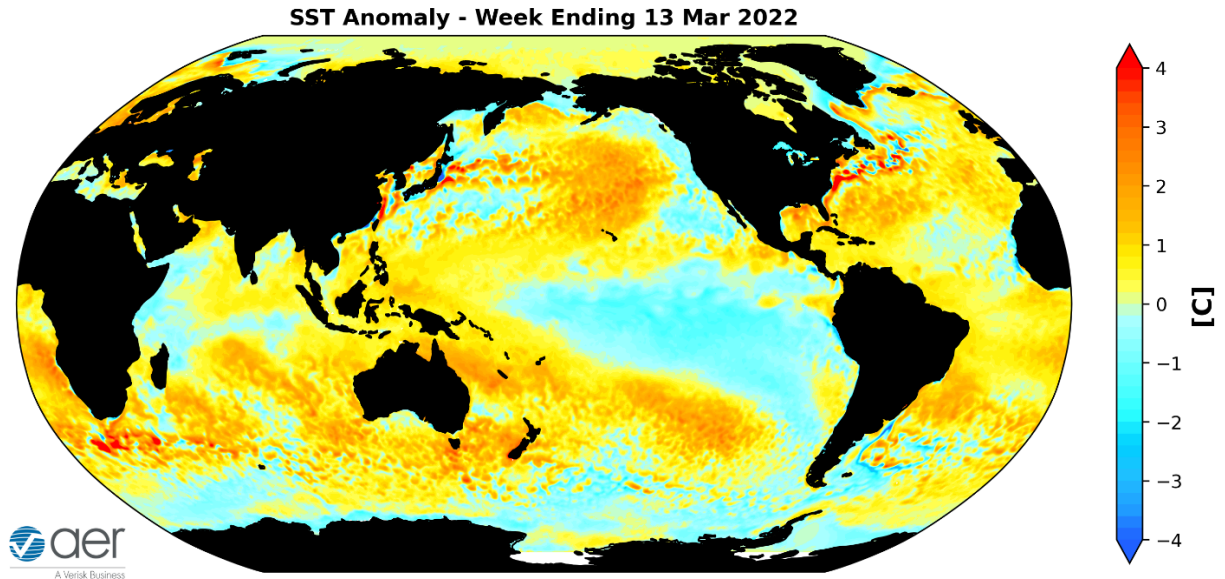 SST Anomaly - Week Ending 13 Mar 2022
4
3
2
1
0
−1
−2
−3
−4
[C]
aer
A Verisk Business